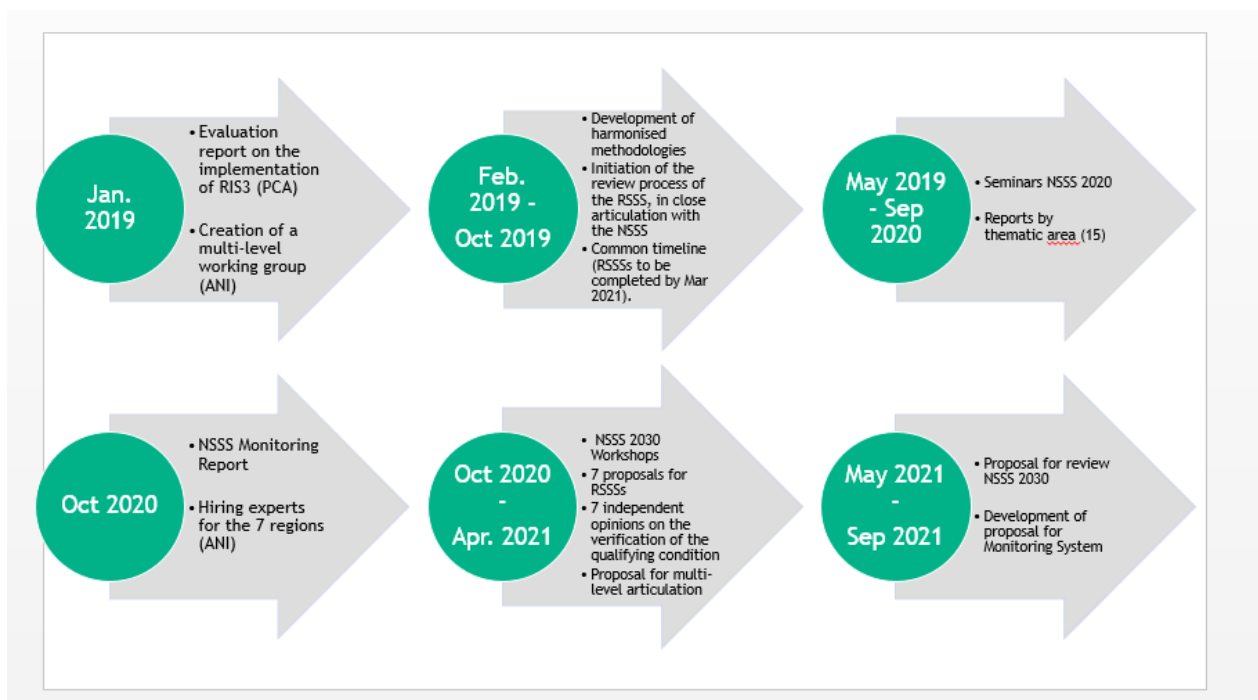 Jan.
2019
• Evaluation
report on the
implementation
of RIS3 (PCA)
• Creation of a
multi-level
working group
(ANI)
Feb.
2019 -
Oct 2019
• Development of
harmonised
methodologies
• Initiation of the
review process of
the RSSS, in close
articulation with
the NSSS
• Common timeline
(RSSSs to be
completed by Mar
2021).
May 2019
- Sep
2020
• Seminars NSSS 2020
• Reports by
thematic area (15)
Oct 2020
• NSSS Monitoring
Report
• Hiring experts
for the 7 regions
(ANI)
Oct 2020
-
Apr. 2021
• NSSS 2030
Workshops
• 7 proposals for
RSSSs
• 7 independent
opinions on the
verification of the
qualifying condition
• Proposal for multi-
level articulation
May 2021
-
Sep 2021
• Proposal for review
NSSS 2030
• Development of
proposal for
Monitoring System